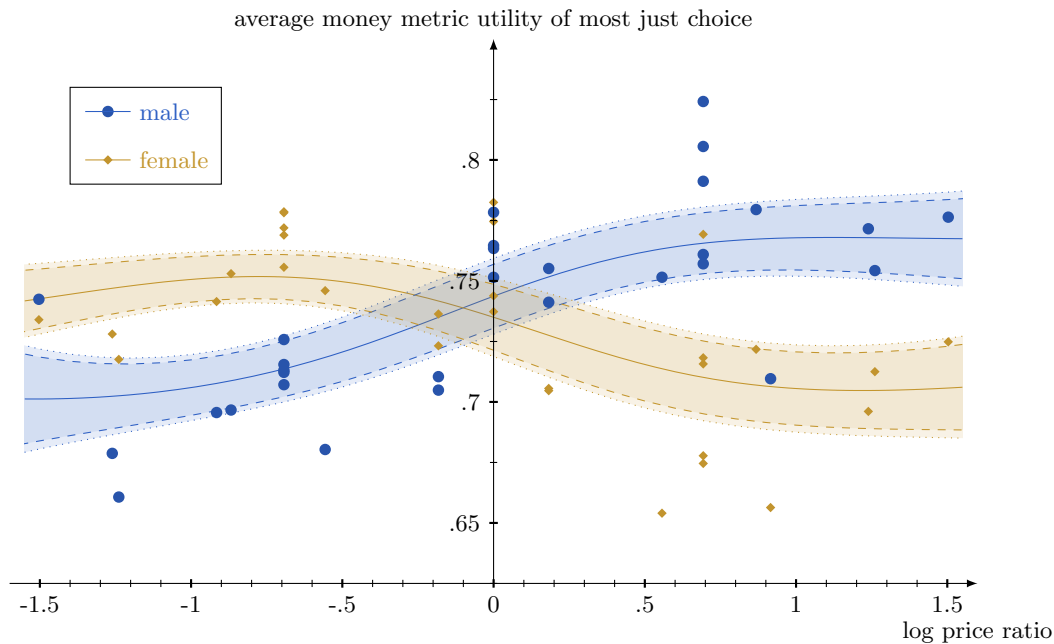 average money metric utility of most just choice
male
female
.8
.75
.7
.65
-1.5 -1 -.5 0 .5 1 1.5
log price ratio